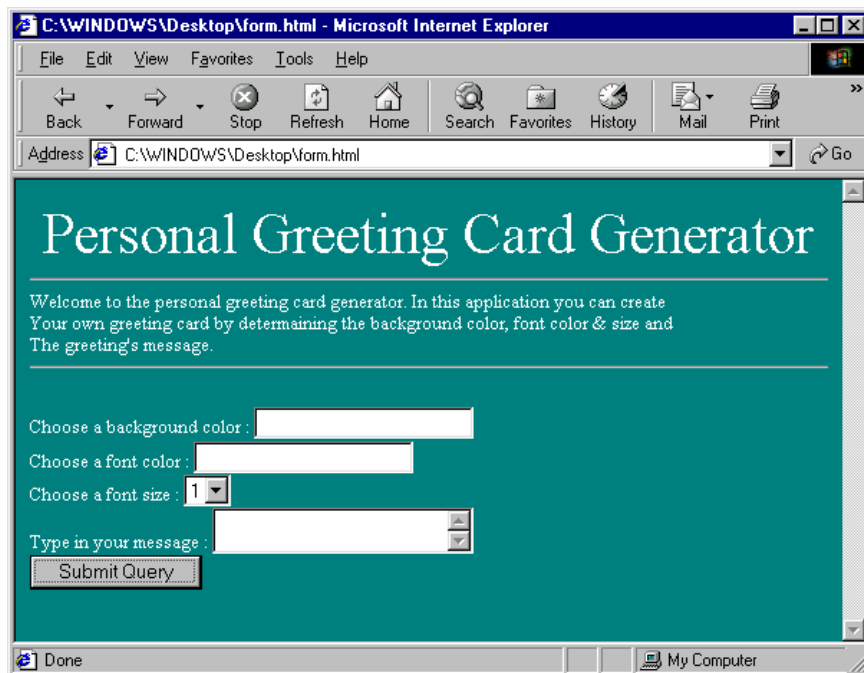 C:\WINDOWS\Desktop\form.html - Microsoft Internet Explorer
File Edit View Favorites Tools Help
Back Forward Stop Refresh Home Search Favorites History Mail Print »
Address C:\WINDOWS\Desktop\form.html Go
Personal Greeting Card Generator
Welcome to the personal greeting card generator. In this application you can create
Your own greeting card by determaining the background color, font color & size and
The greeting's message.
Choose a background color :
Choose a font color :
Choose a font size : 1
Type in your message :
Submit Query
Done My Computer